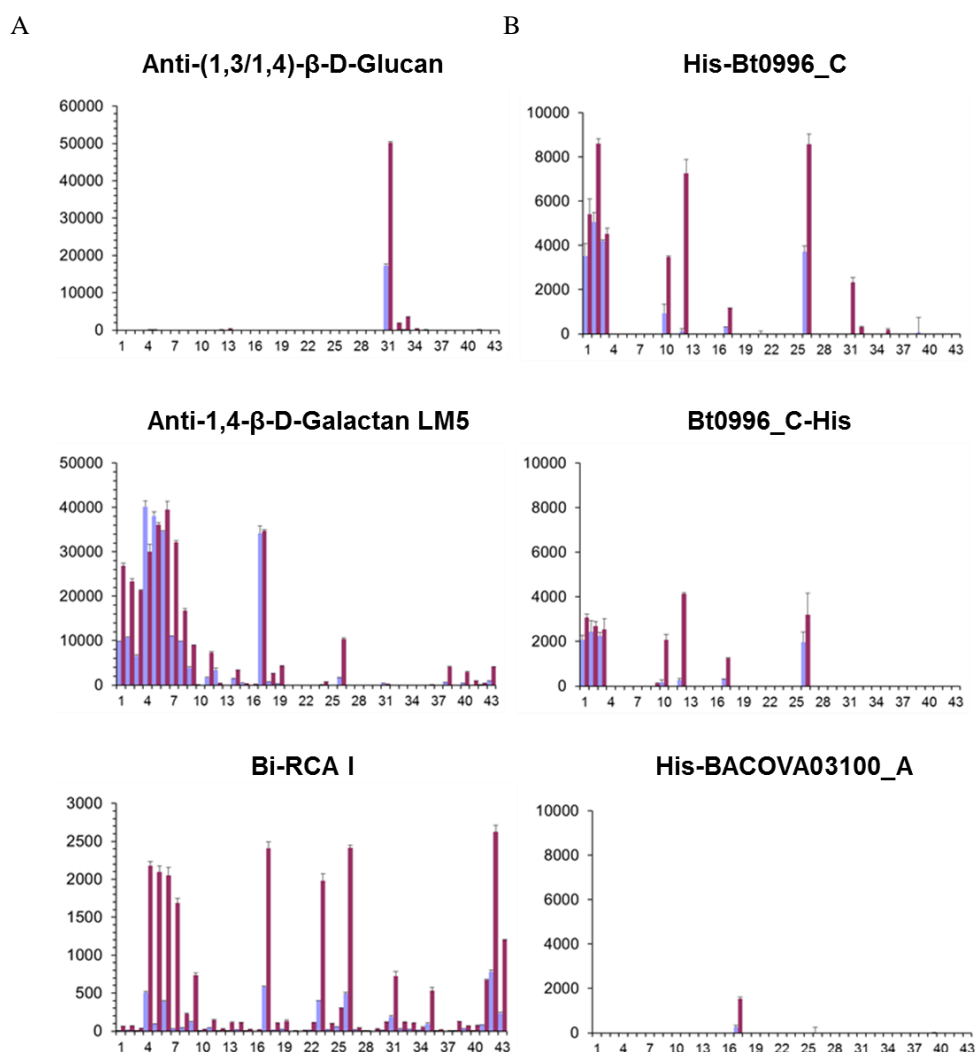 A
B
Anti-(1,3/1,4)-β-D-Glucan
60000
50000
40000
30000
20000
10000
0
1 4 7 10 13 16 19 22 25 28 31 34 37 40 43
His-Bt0996_C
10000
8000
6000
4000
2000
0
1 4 7 10 13 16 19 22 25 28 31 34 37 40 43
Anti-1,4-β-D-Galactan LM5
50000
40000
30000
20000
10000
0
1 4 7 10 13 16 19 22 25 28 31 34 37 40 43
Bt0996_C-His
10000
8000
6000
4000
2000
0
1 4 7 10 13 16 19 22 25 28 31 34 37 40 43
Bi-RCA I
3000
2500
2000
1500
1000
500
0
1 4 7 10 13 16 19 22 25 28 31 34 37 40 43
His-BACOVA03100_A
10000
8000
6000
4000
2000
0
1 4 7 10 13 16 19 22 25 28 31 34 37 40 43